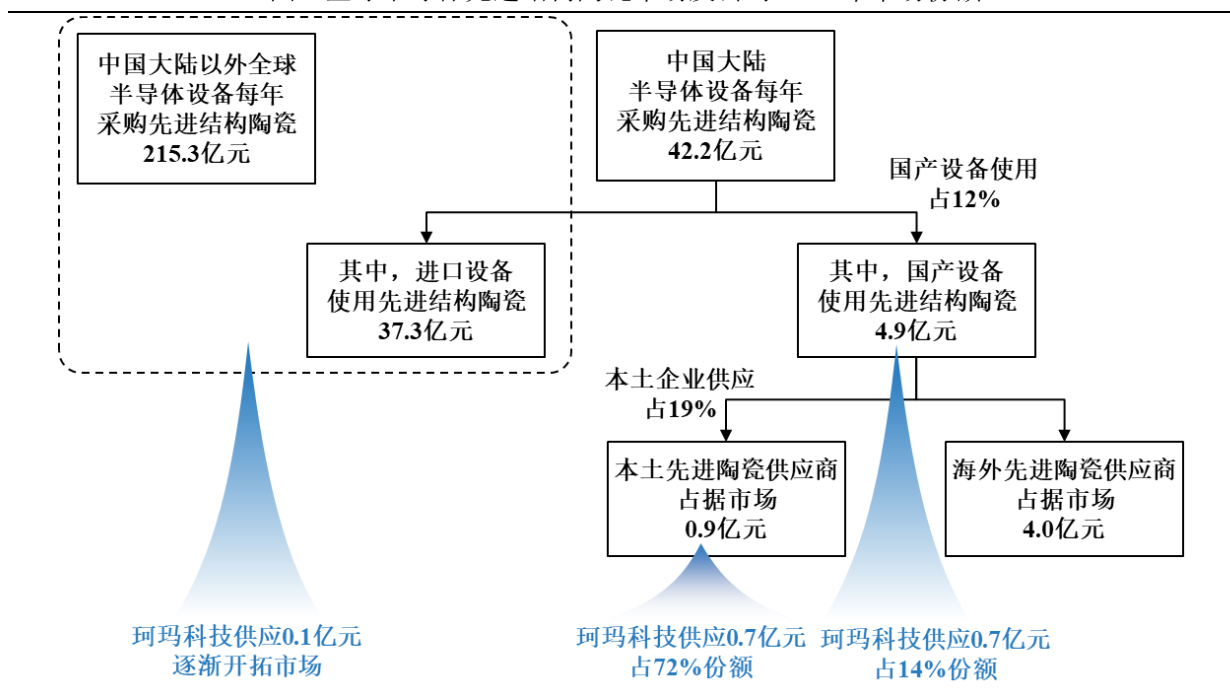 中国大陆以外全球
半导体设备每年
采购先进结构陶瓷
215.3亿元
中国大陆
半导体设备每年
采购先进结构陶瓷
42.2亿元
国产设备使用
占12%
其中，进口设备
使用先进结构陶瓷
37.3亿元
其中，国产设备
使用先进结构陶瓷
4.9亿元
本土企业供应
占19%
本土先进陶瓷供应商
占据市场
0.9亿元
海外先进陶瓷供应商
占据市场
4.0亿元
珂玛科技供应0.1亿元
逐渐开拓市场
珂玛科技供应0.7亿元
占72%份额
珂玛科技供应0.7亿元
占14%份额